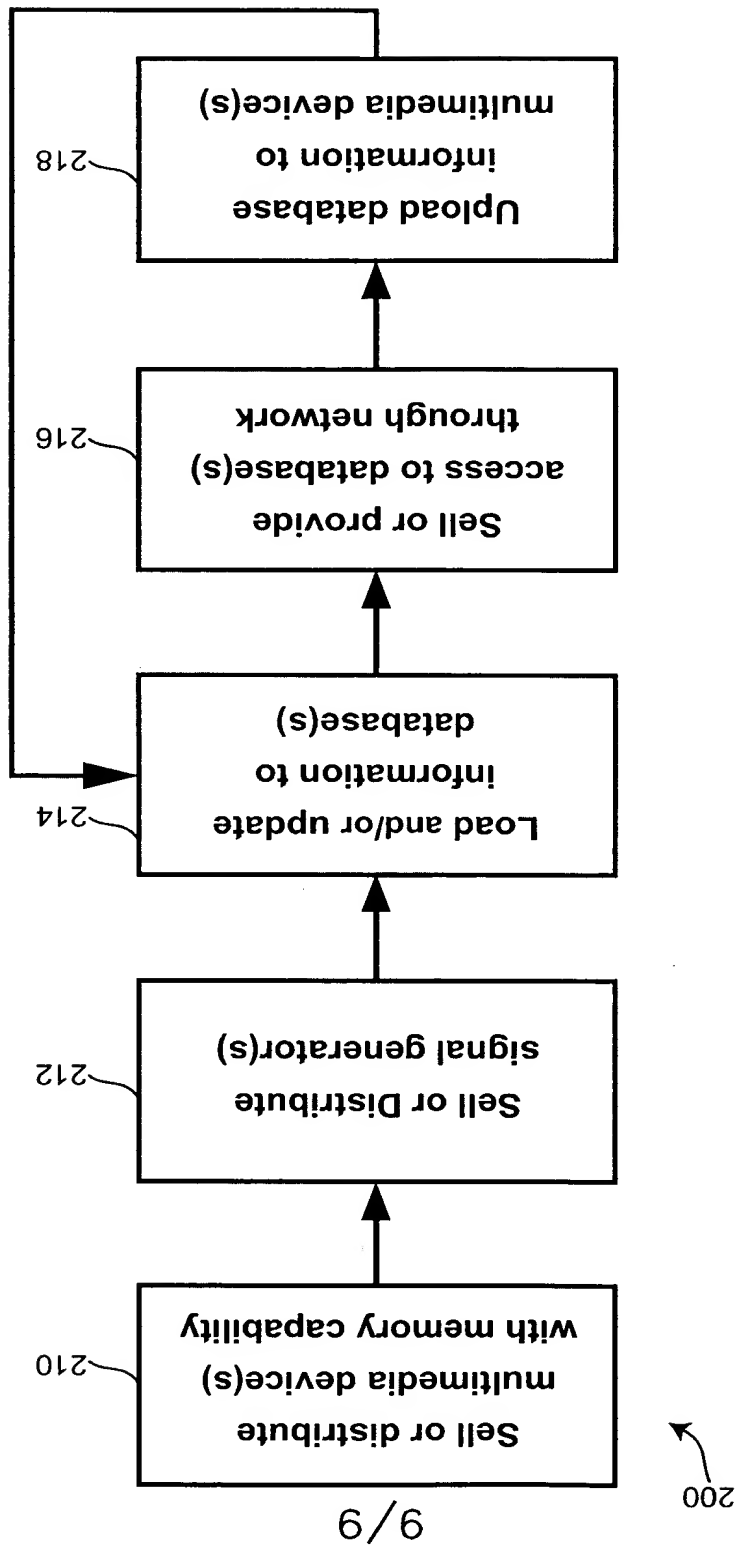 9/9
200
210
Sell or distribute
multimedia device(s)
with memory capability
212
Sell or Distribute
signal generator(s)
214
Load and/or update
information to
database(s)
216
Sell or provide
access to database(s)
through network
218
Upload database
information to
multimedia device(s)